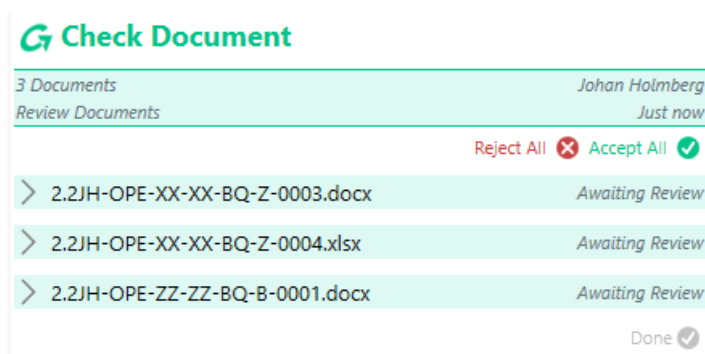 Check Document
3 Documents Johan Holmberg
Review Documents Just now
Reject All Accept All
2.2JH-OPE-XX-XX-BQ-Z-0003.docx Awaiting Review
2.2JH-OPE-XX-XX-BQ-Z-0004.xlsx Awaiting Review
2.2JH-OPE-ZZ-ZZ-BQ-B-0001.docx Awaiting Review
Done